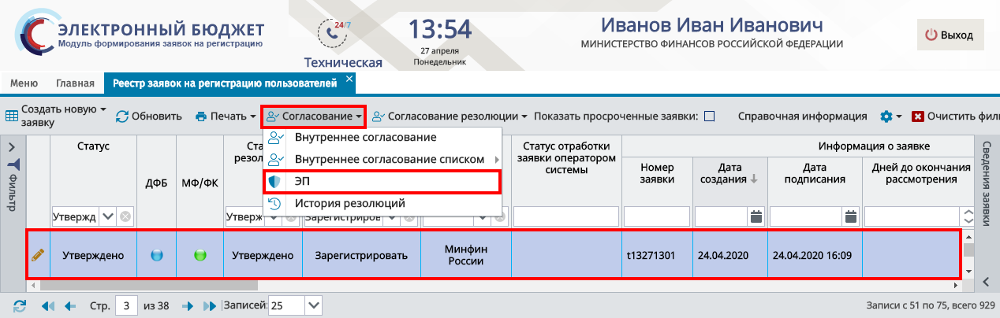 ЭЛЕКТРОННЫЙ БЮДЖЕТ
Модуль формирования заявок на регистрацию
24/7
Техническая
13:54
27 апреля
Понедельник
Иванов Иван Иванович
МИНИСТЕРСТВО ФИНАНСОВ РОССИЙСКОЙ ФЕДЕРАЦИИ
Выход
Меню
Главная
Реестр заявок на регистрацию пользователей
Создать новую
заявку
Обновить
Печать
Согласование
Согласование резолюции
Показать просроченные заявки:
Справочная информация
Очистить фил
Внутреннее согласование
Внутреннее согласование списком
ЭП
История резолюций
Фильтр
Статус
ДФБ
МФ/ФК
Ста
резол
Статус отработки
заявки оператором
системы
Информация о заявке
Номер
заявки
Дата
создания
Дата
подписания
Дней до окончания
рассмотрения
Сведения заявки
Утвержд
Утверж
Зарегистриров
Утверждено
Утверждено
Зарегистрировать
Минфин
России
t13271301
24.04.2020
24.04.2020 16:09
Стр.
3
из 38
Записей:
25
Записи с 51 по 75, всего 929